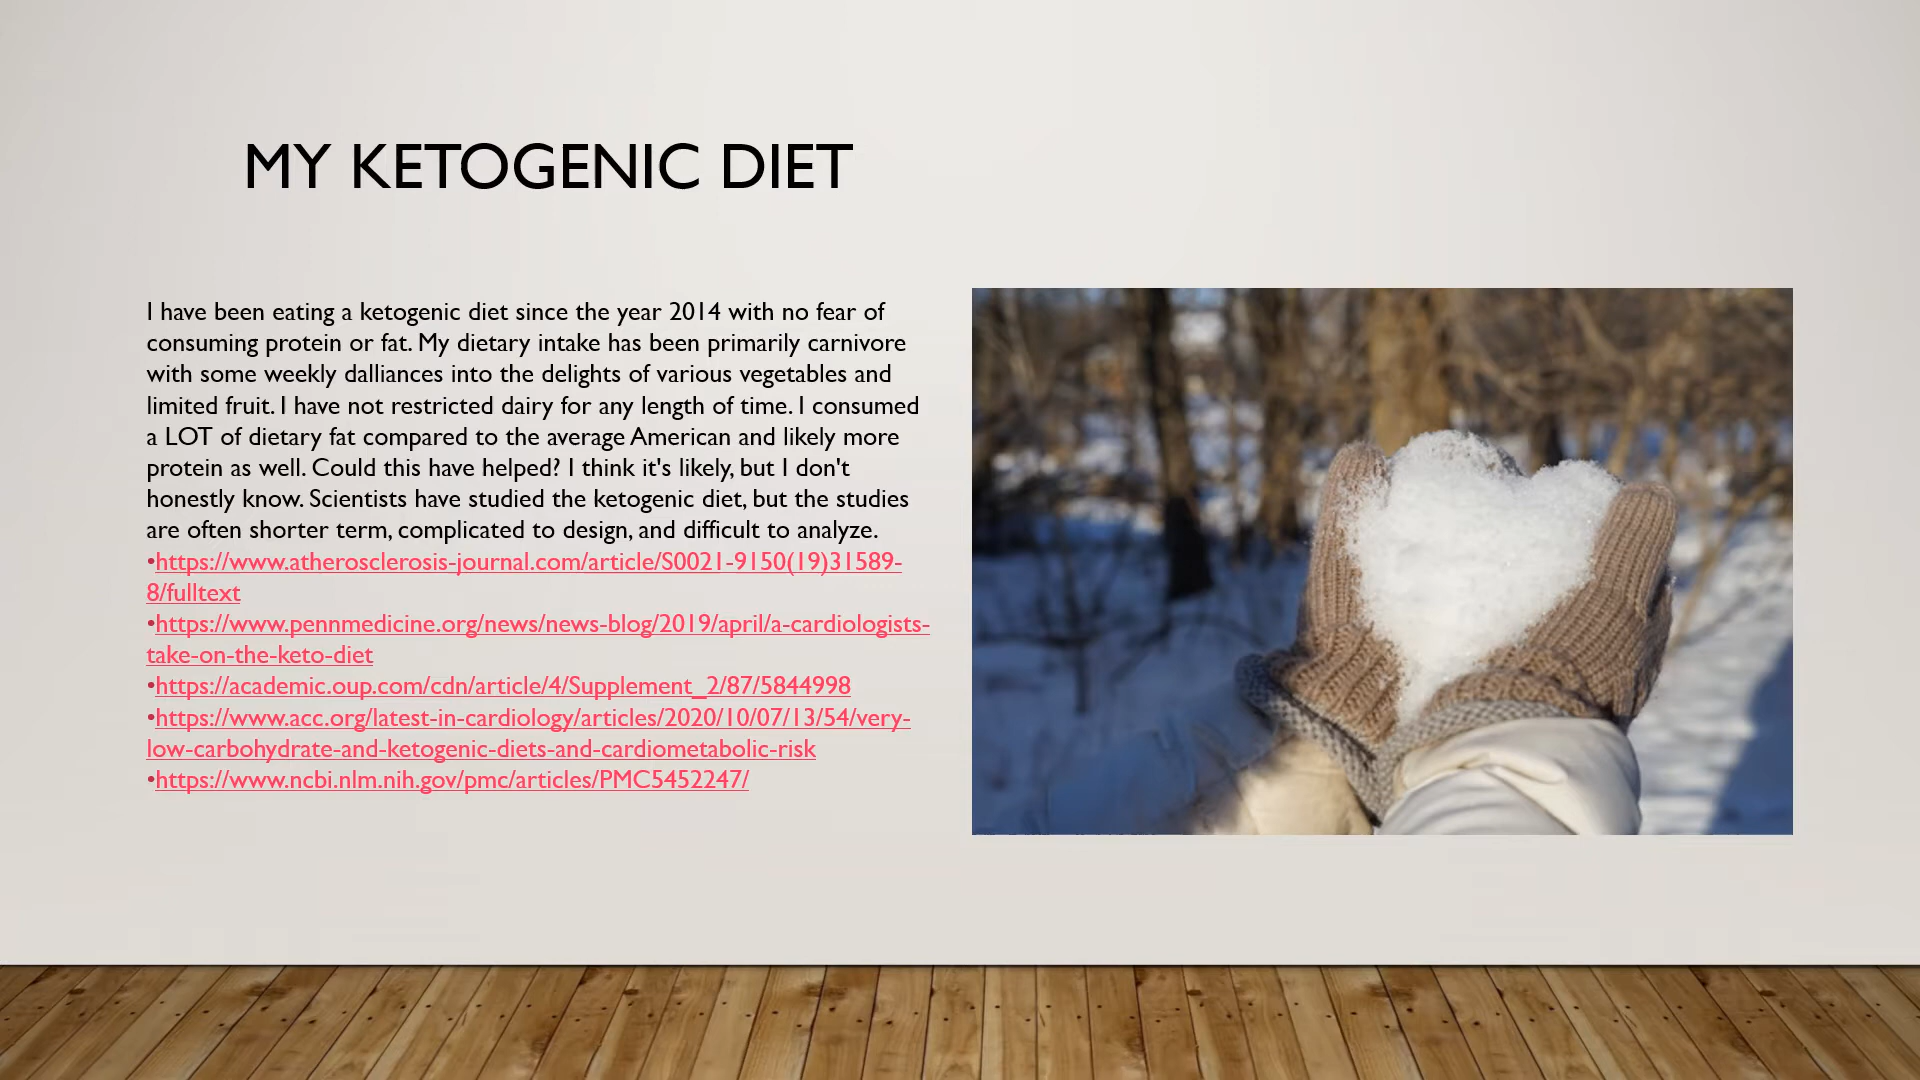 MY KETOGENIC DIET
I have been eating a ketogenic diet since the year 2014 with no fear of
consuming protein or fat. My dietary intake has been primarily carnivore
with some weekly dalliances into the delights of various vegetables and
limited fruit. I have not restricted dairy for any length of time. I consumed
a LOT of dietary fat compared to the average American and likely more
protein as well. Could this have helped? I think it's likely, but I don't
honestly know. Scientists have studied the ketogenic diet, but the studies
are often shorter term, complicated to design, and difficult to analyze.
•https://www.atherosclerosis-journal.com/article/S0021-9150(19)31589-
8/fulltext
•https://www.pennmedicine.org/news/news-blog/2019/april/a-cardiologists-
take-on-the-keto-diet
•https://academic.oup.com/cdn/article/4/Supplement_2/87/5844998
•https://www.acc.org/latest-in-cardiology/articles/2020/10/07/13/54/very-
low-carbohydrate-and-ketogenic-diets-and-cardiometabolic-risk
•https://www.ncbi.nlm.nih.gov/pmc/articles/PMC5452247/